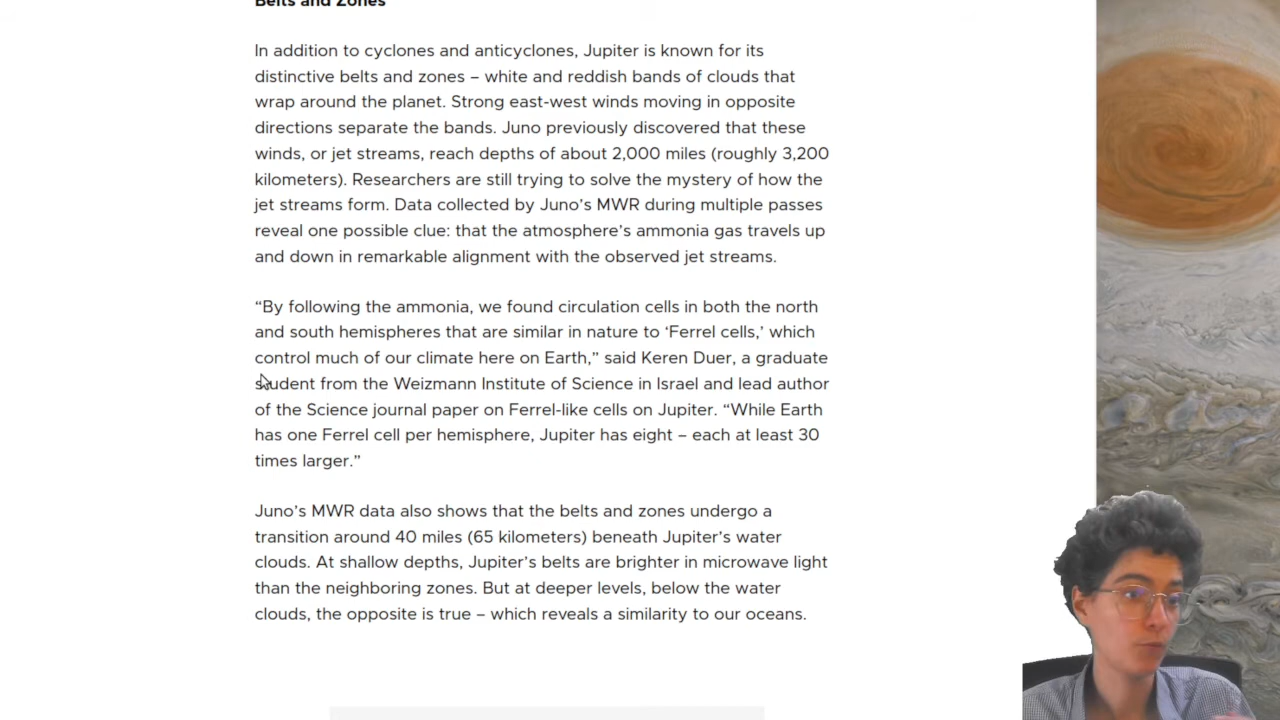 Belts and Zones
In addition to cyclones and anticyclones, Jupiter is known for its
distinctive belts and zones – white and reddish bands of clouds that
wrap around the planet. Strong east-west winds moving in opposite
directions separate the bands. Juno previously discovered that these
winds, or jet streams, reach depths of about 2,000 miles (roughly 3,200
kilometers). Researchers are still trying to solve the mystery of how the
jet streams form. Data collected by Juno’s MWR during multiple passes
reveal one possible clue: that the atmosphere’s ammonia gas travels up
and down in remarkable alignment with the observed jet streams.
“By following the ammonia, we found circulation cells in both the north
and south hemispheres that are similar in nature to ‘Ferrel cells,’ which
control much of our climate here on Earth,” said Keren Duer, a graduate
student from the Weizmann Institute of Science in Israel and lead author
of the Science journal paper on Ferrel-like cells on Jupiter. “While Earth
has one Ferrel cell per hemisphere, Jupiter has eight – each at least 30
times larger.”
Juno’s MWR data also shows that the belts and zones undergo a
transition around 40 miles (65 kilometers) beneath Jupiter’s water
clouds. At shallow depths, Jupiter’s belts are brighter in microwave light
than the neighboring zones. But at deeper levels, below the water
clouds, the opposite is true – which reveals a similarity to our oceans.